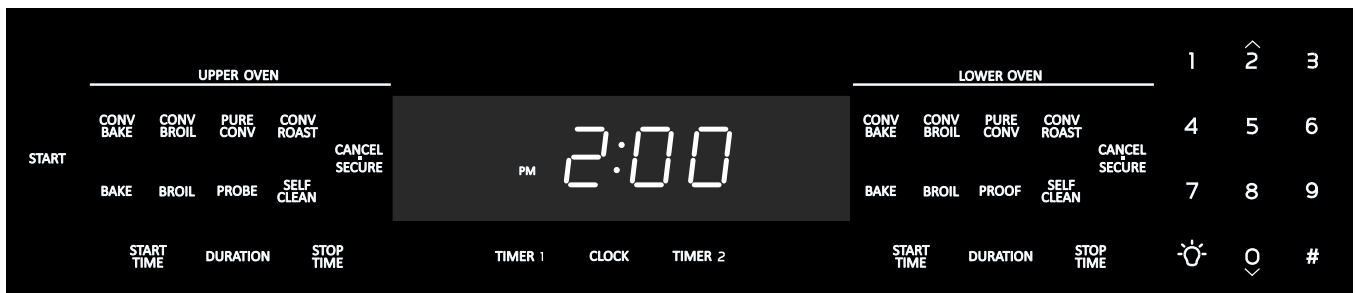 UPPER OVEN
LOWER OVEN
1 2 3
CONV BAKE CONV BROIL PURE CONV CONV ROAST
CONV BAKE CONV BROIL PURE CONV CONV ROAST
4 5 6
START
CANCEL
SECURE
PM 2:00
CANCEL
SECURE
BAKE BROIL PROBE SELF CLEAN
BAKE BROIL PROOF SELF CLEAN
7 8 9
START TIME DURATION STOP TIME
TIMER 1 CLOCK TIMER 2
START TIME DURATION STOP TIME
0 #